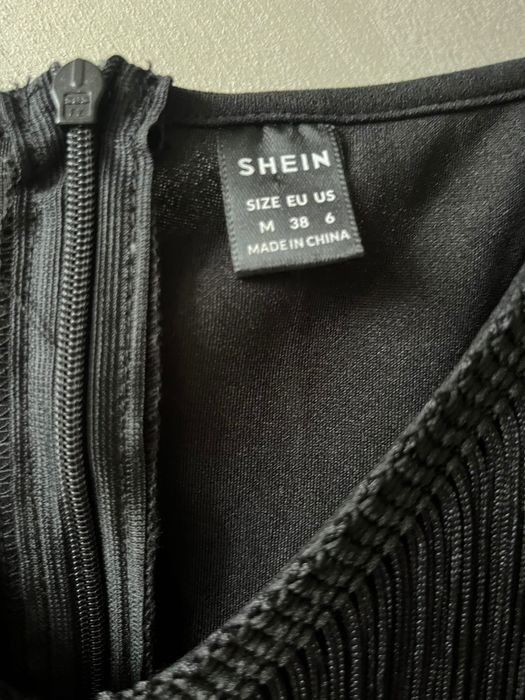 SHEIN
SIZE EU US
M 38 6
MADE IN CHINA